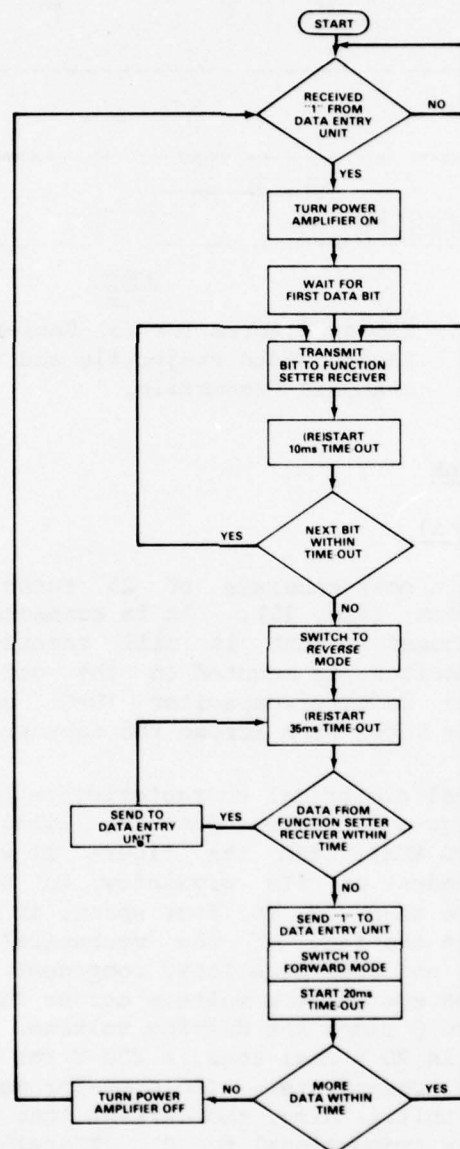 START
RECEIVED
"1" FROM
DATA ENTRY
UNIT
NO
YES
TURN POWER
AMPLIFIER ON
WAIT FOR
FIRST DATA BIT
TRANSMIT
BIT TO FUNCTION
SETTER RECEIVER
(RE)START
10ms TIME OUT
YES
NEXT BIT
WITHIN
TIME OUT
NO
SWITCH TO
REVERSE
MODE
(RE)START
35ms TIME-OUT
SEND TO
DATA ENTRY
UNIT
YES
DATA FROM
FUNCTION SETTER
RECEIVER WITHIN
TIME
NO
SEND "1" TO
DATA ENTRY UNIT
SWITCH TO
FORWARD MODE
START 20ms
TIME-OUT
TURN POWER
AMPLIFIER OFF
NO
MORE
DATA WITHIN
TIME
YES